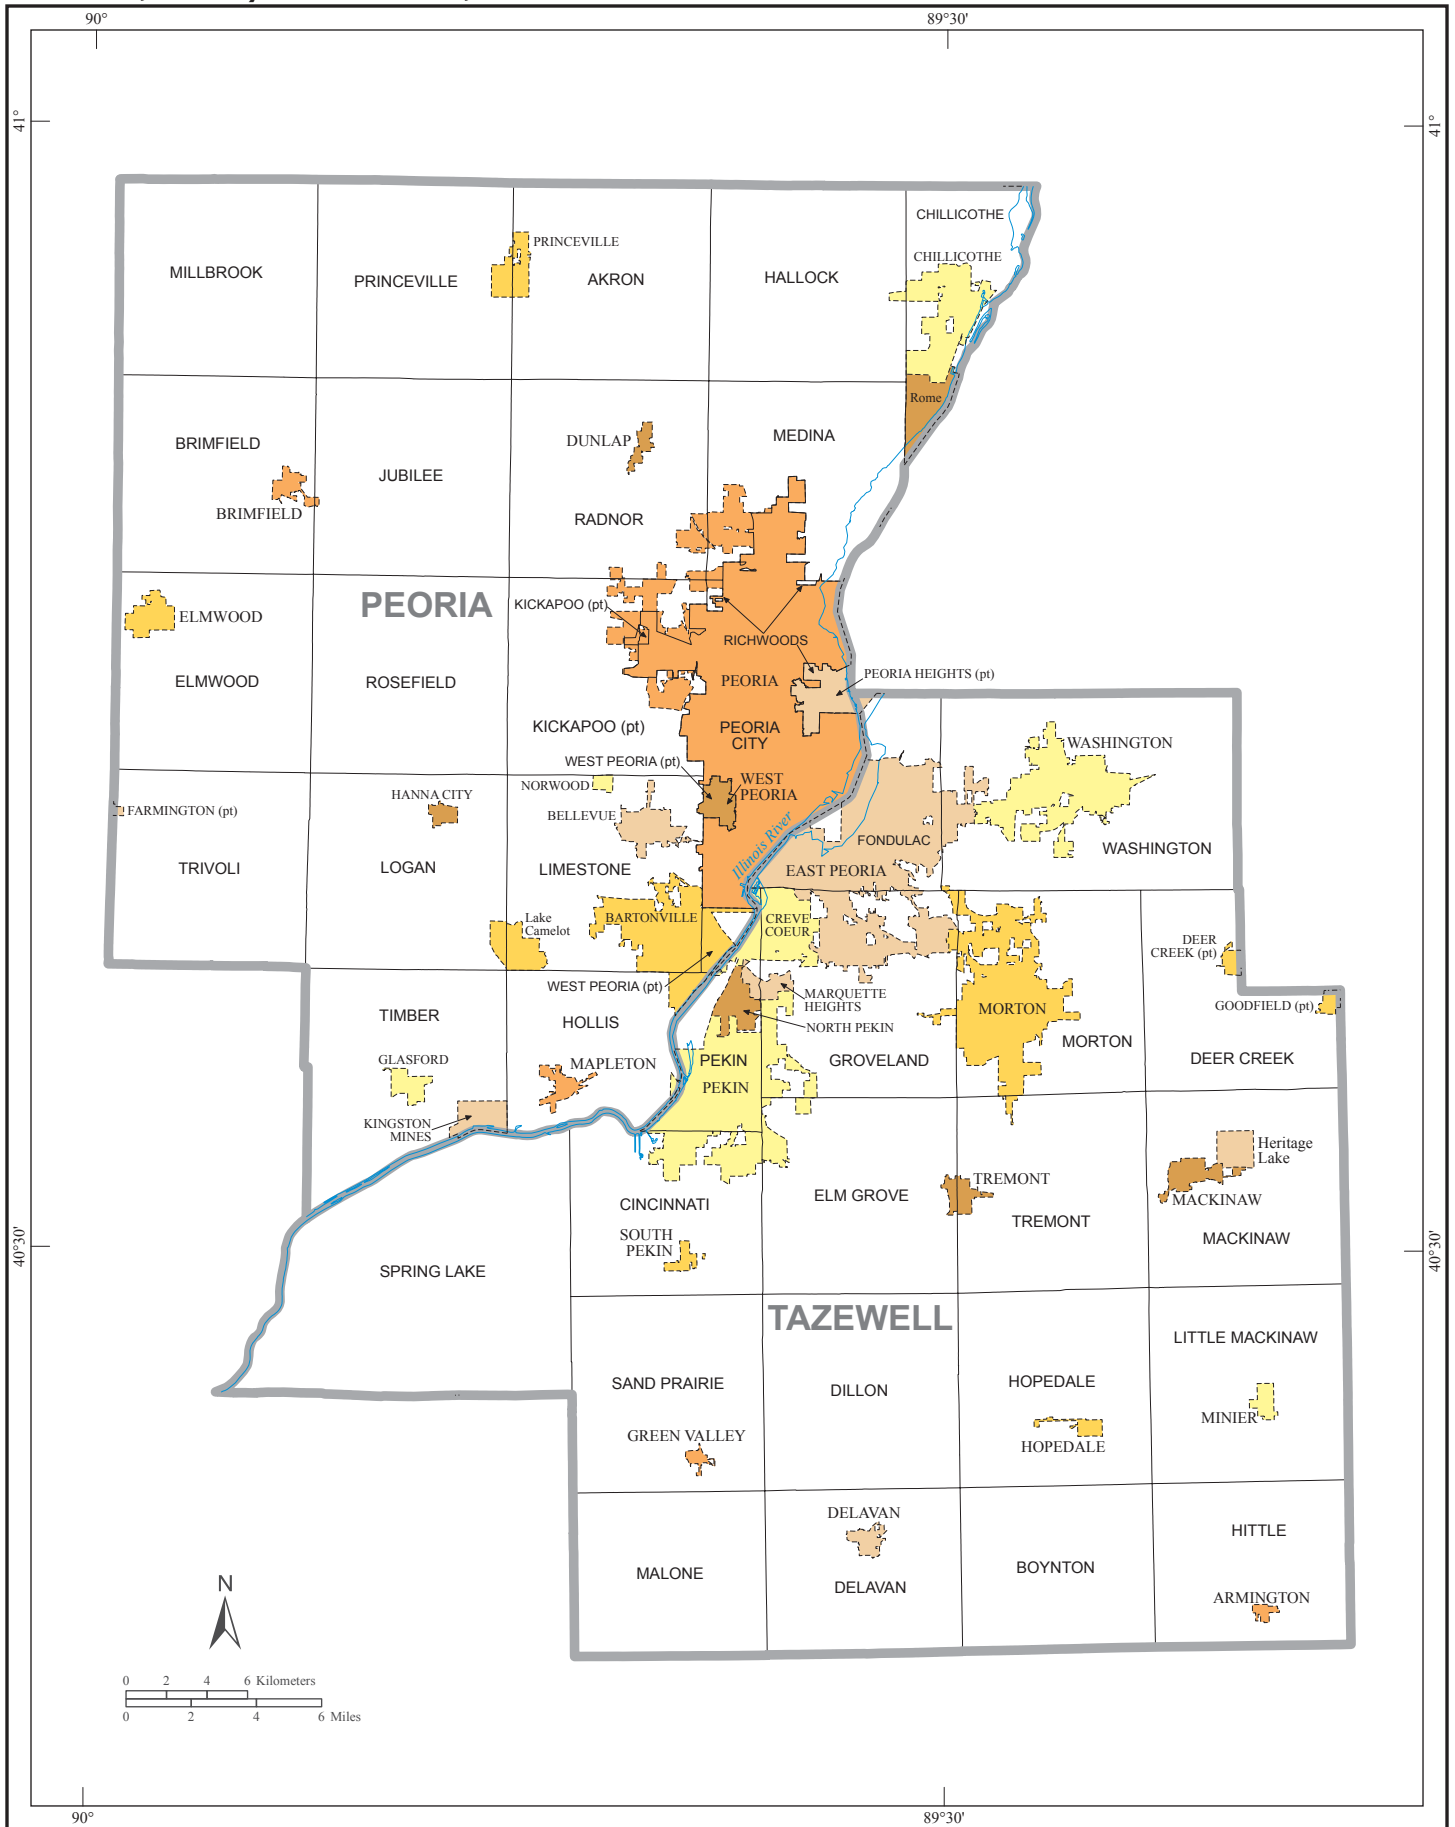 90°
89°30'
41°
41°
CHILLICOTHE
PRINCEVILLE
CHILLICOTHE
MILLBROOK
PRINCEVILLE
AKRON
HALLOCK
Rome
BRIMFIELD
DUNLAP
MEDINA
JUBILEE
BRIMFIELD
RADNOR
PEORIA
KICKAPOO (pt)
ELMWOOD
RICHWOODS
ELMWOOD
ROSEFIELD
PEORIA
PEORIA HEIGHTS (pt)
KICKAPOO (pt)
PEORIA
CITY
WASHINGTON
WEST PEORIA (pt)
NORWOOD
WEST
PEORIA
HANNA CITY
FARMINGTON (pt)
BELLEVUE
Illinois River
FONDULAC
WASHINGTON
TRIVOLI
LOGAN
LIMESTONE
EAST PEORIA
BARTONVILLE
CREVE
COEUR
Lake
Camelot
DEER
CREEK (pt)
WEST PEORIA (pt)
MARQUETTE
HEIGHTS
MORTON
GOODFIELD (pt)
TIMBER
HOLLIS
NORTH PEKIN
MORTON
GLASFORD
MAPLETON
PEKIN
GROVELAND
DEER CREEK
PEKIN
KINGSTON
MINES
Heritage
Lake
TREMONT
CINCINNATI
ELM GROVE
MACKINAW
TREMONT
SOUTH
PEKIN
MACKINAW
40°30'
40°30'
SPRING LAKE
TAZEWELL
LITTLE MACKINAW
SAND PRAIRIE
DILLON
HOPEDALE
MINIER
GREEN VALLEY
HOPEDALE
DELAVAN
HITTLE
MALONE
DELAVAN
BOYNTON
ARMINGTON
N
0 2 4 6 Kilometers
0 2 4 6 Miles
90°
89°30'